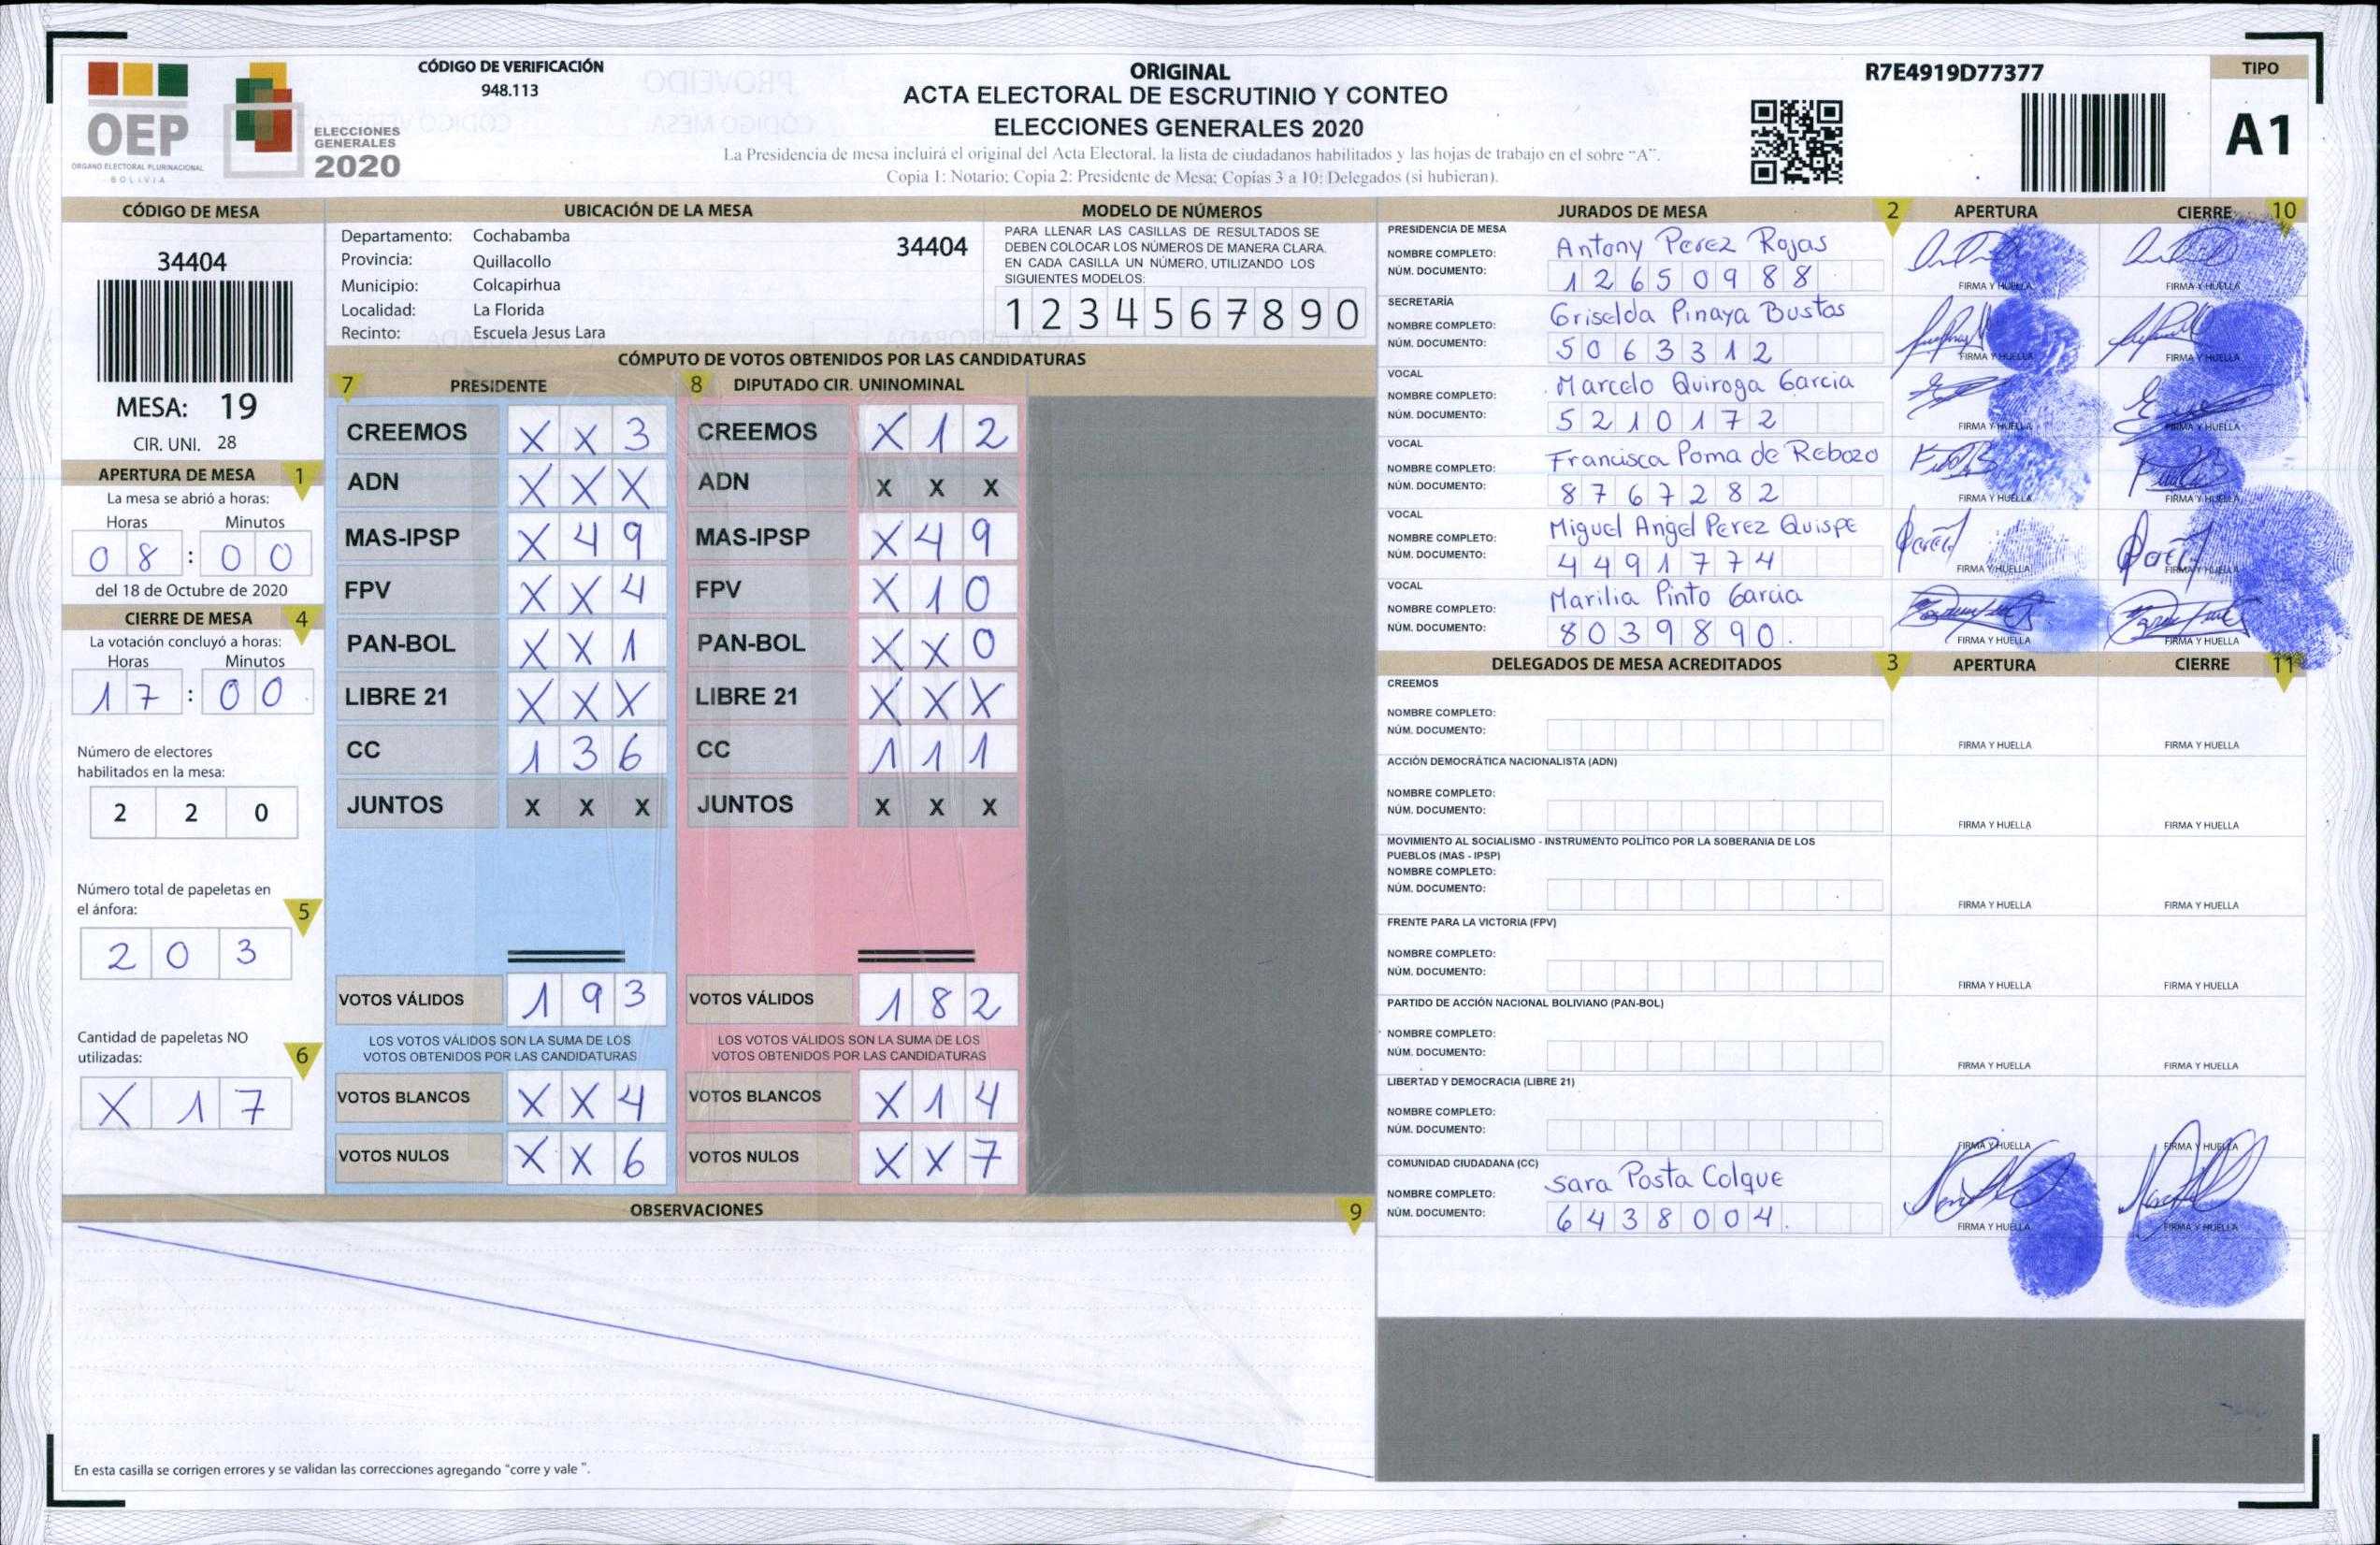 CÓDIGO DE VERIFICACIÓN
948.113
OEP
ORGANO ELECTORAL PLURINACIONAL
BOLIVIA
ELECCIONES
GENERALES
2020
ORIGINAL
ACTA ELECTORAL DE ESCRUTINIO Y CONTEO
ELECCIONES GENERALES 2020
La Presidencia de mesa incluirá el original del Acta Electoral, la lista de ciudadanos habilitados y las hojas de trabajo en el sobre "A".
Copia 1: Notario; Copia 2: Presidente de Mesa; Copias 3 a 10: Delegados (si hubieran).
R7E4919D77377
TIPO
A1
CÓDIGO DE MESA
34404
MESA: 19
CIR. UNI. 28
APERTURA DE MESA 1
La mesa se abrió a horas:
Horas Minutos
08 : 00
del 18 de Octubre de 2020
CIERRE DE MESA 4
La votación concluyó a horas:
Horas Minutos
17 : 00
Número de electores
habilitados en la mesa:
2 2 0
Número total de papeletas en
el ánfora: 5
2 0 3
Cantidad de papeletas NO
utilizadas: 6
X 1 7
UBICACIÓN DE LA MESA
Departamento: Cochabamba 34404
Provincia: Quillacollo
Municipio: Colcapirhua
Localidad: La Florida
Recinto: Escuela Jesus Lara
MODELO DE NÚMEROS
PARA LLENAR LAS CASILLAS DE RESULTADOS SE
DEBEN COLOCAR LOS NÚMEROS DE MANERA CLARA.
EN CADA CASILLA UN NÚMERO, UTILIZANDO LOS
SIGUIENTES MODELOS:
1 2 3 4 5 6 7 8 9 0
CÓMPUTO DE VOTOS OBTENIDOS POR LAS CANDIDATURAS
7 PRESIDENTE 8 DIPUTADO CIR. UNINOMINAL
CREEMOS X X 3 CREEMOS X 1 2
ADN X X X ADN X X X
MAS-IPSP X 4 9 MAS-IPSP X 4 9
FPV X X 4 FPV X 1 0
PAN-BOL X X 1 PAN-BOL X X 0
LIBRE 21 X X X LIBRE 21 X X X
CC 1 3 6 CC 1 1 1
JUNTOS X X X JUNTOS X X X
VOTOS VÁLIDOS 1 9 3 VOTOS VÁLIDOS 1 8 2
LOS VOTOS VÁLIDOS SON LA SUMA DE LOS LOS VOTOS VÁLIDOS SON LA SUMA DE LOS
VOTOS OBTENIDOS POR LAS CANDIDATURAS VOTOS OBTENIDOS POR LAS CANDIDATURAS
VOTOS BLANCOS X X 4 VOTOS BLANCOS X 1 4
VOTOS NULOS X X 6 VOTOS NULOS X X 7
OBSERVACIONES 9
En esta casilla se corrigen errores y se validan las correcciones agregando "corre y vale ".
JURADOS DE MESA 2 APERTURA CIERRE 10
PRESIDENCIA DE MESA
NOMBRE COMPLETO: Antony Perez Rojas
NÚM. DOCUMENTO: 12650988 FIRMA Y HUELLA FIRMA Y HUELLA
SECRETARÍA
NOMBRE COMPLETO: Griselda Pinaya Bustos
NÚM. DOCUMENTO: 5063312 FIRMA Y HUELLA FIRMA Y HUELLA
VOCAL
NOMBRE COMPLETO: Marcelo Quiroga Garcia
NÚM. DOCUMENTO: 5210172 FIRMA Y HUELLA FIRMA Y HUELLA
VOCAL
NOMBRE COMPLETO: Francisca Poma de Rebozo
NÚM. DOCUMENTO: 8767282 FIRMA Y HUELLA FIRMA Y HUELLA
VOCAL
NOMBRE COMPLETO: Miguel Angel Perez Quispe
NÚM. DOCUMENTO: 4491774 FIRMA Y HUELLA FIRMA Y HUELLA
VOCAL
NOMBRE COMPLETO: Marilia Pinto Garcia
NÚM. DOCUMENTO: 8039890. FIRMA Y HUELLA FIRMA Y HUELLA
DELEGADOS DE MESA ACREDITADOS 3 APERTURA CIERRE 11
CREEMOS
NOMBRE COMPLETO:
NÚM. DOCUMENTO: FIRMA Y HUELLA FIRMA Y HUELLA
ACCIÓN DEMOCRÁTICA NACIONALISTA (ADN)
NOMBRE COMPLETO:
NÚM. DOCUMENTO: FIRMA Y HUELLA FIRMA Y HUELLA
MOVIMIENTO AL SOCIALISMO - INSTRUMENTO POLÍTICO POR LA SOBERANIA DE LOS
PUEBLOS (MAS - IPSP)
NOMBRE COMPLETO:
NÚM. DOCUMENTO: FIRMA Y HUELLA FIRMA Y HUELLA
FRENTE PARA LA VICTORIA (FPV)
NOMBRE COMPLETO:
NÚM. DOCUMENTO: FIRMA Y HUELLA FIRMA Y HUELLA
PARTIDO DE ACCIÓN NACIONAL BOLIVIANO (PAN-BOL)
NOMBRE COMPLETO:
NÚM. DOCUMENTO: FIRMA Y HUELLA FIRMA Y HUELLA
LIBERTAD Y DEMOCRACIA (LIBRE 21)
NOMBRE COMPLETO:
NÚM. DOCUMENTO: FIRMA Y HUELLA FIRMA Y HUELLA
COMUNIDAD CIUDADANA (CC)
NOMBRE COMPLETO: Sara Posta Colque
NÚM. DOCUMENTO: 6438004. FIRMA Y HUELLA FIRMA Y HUELLA